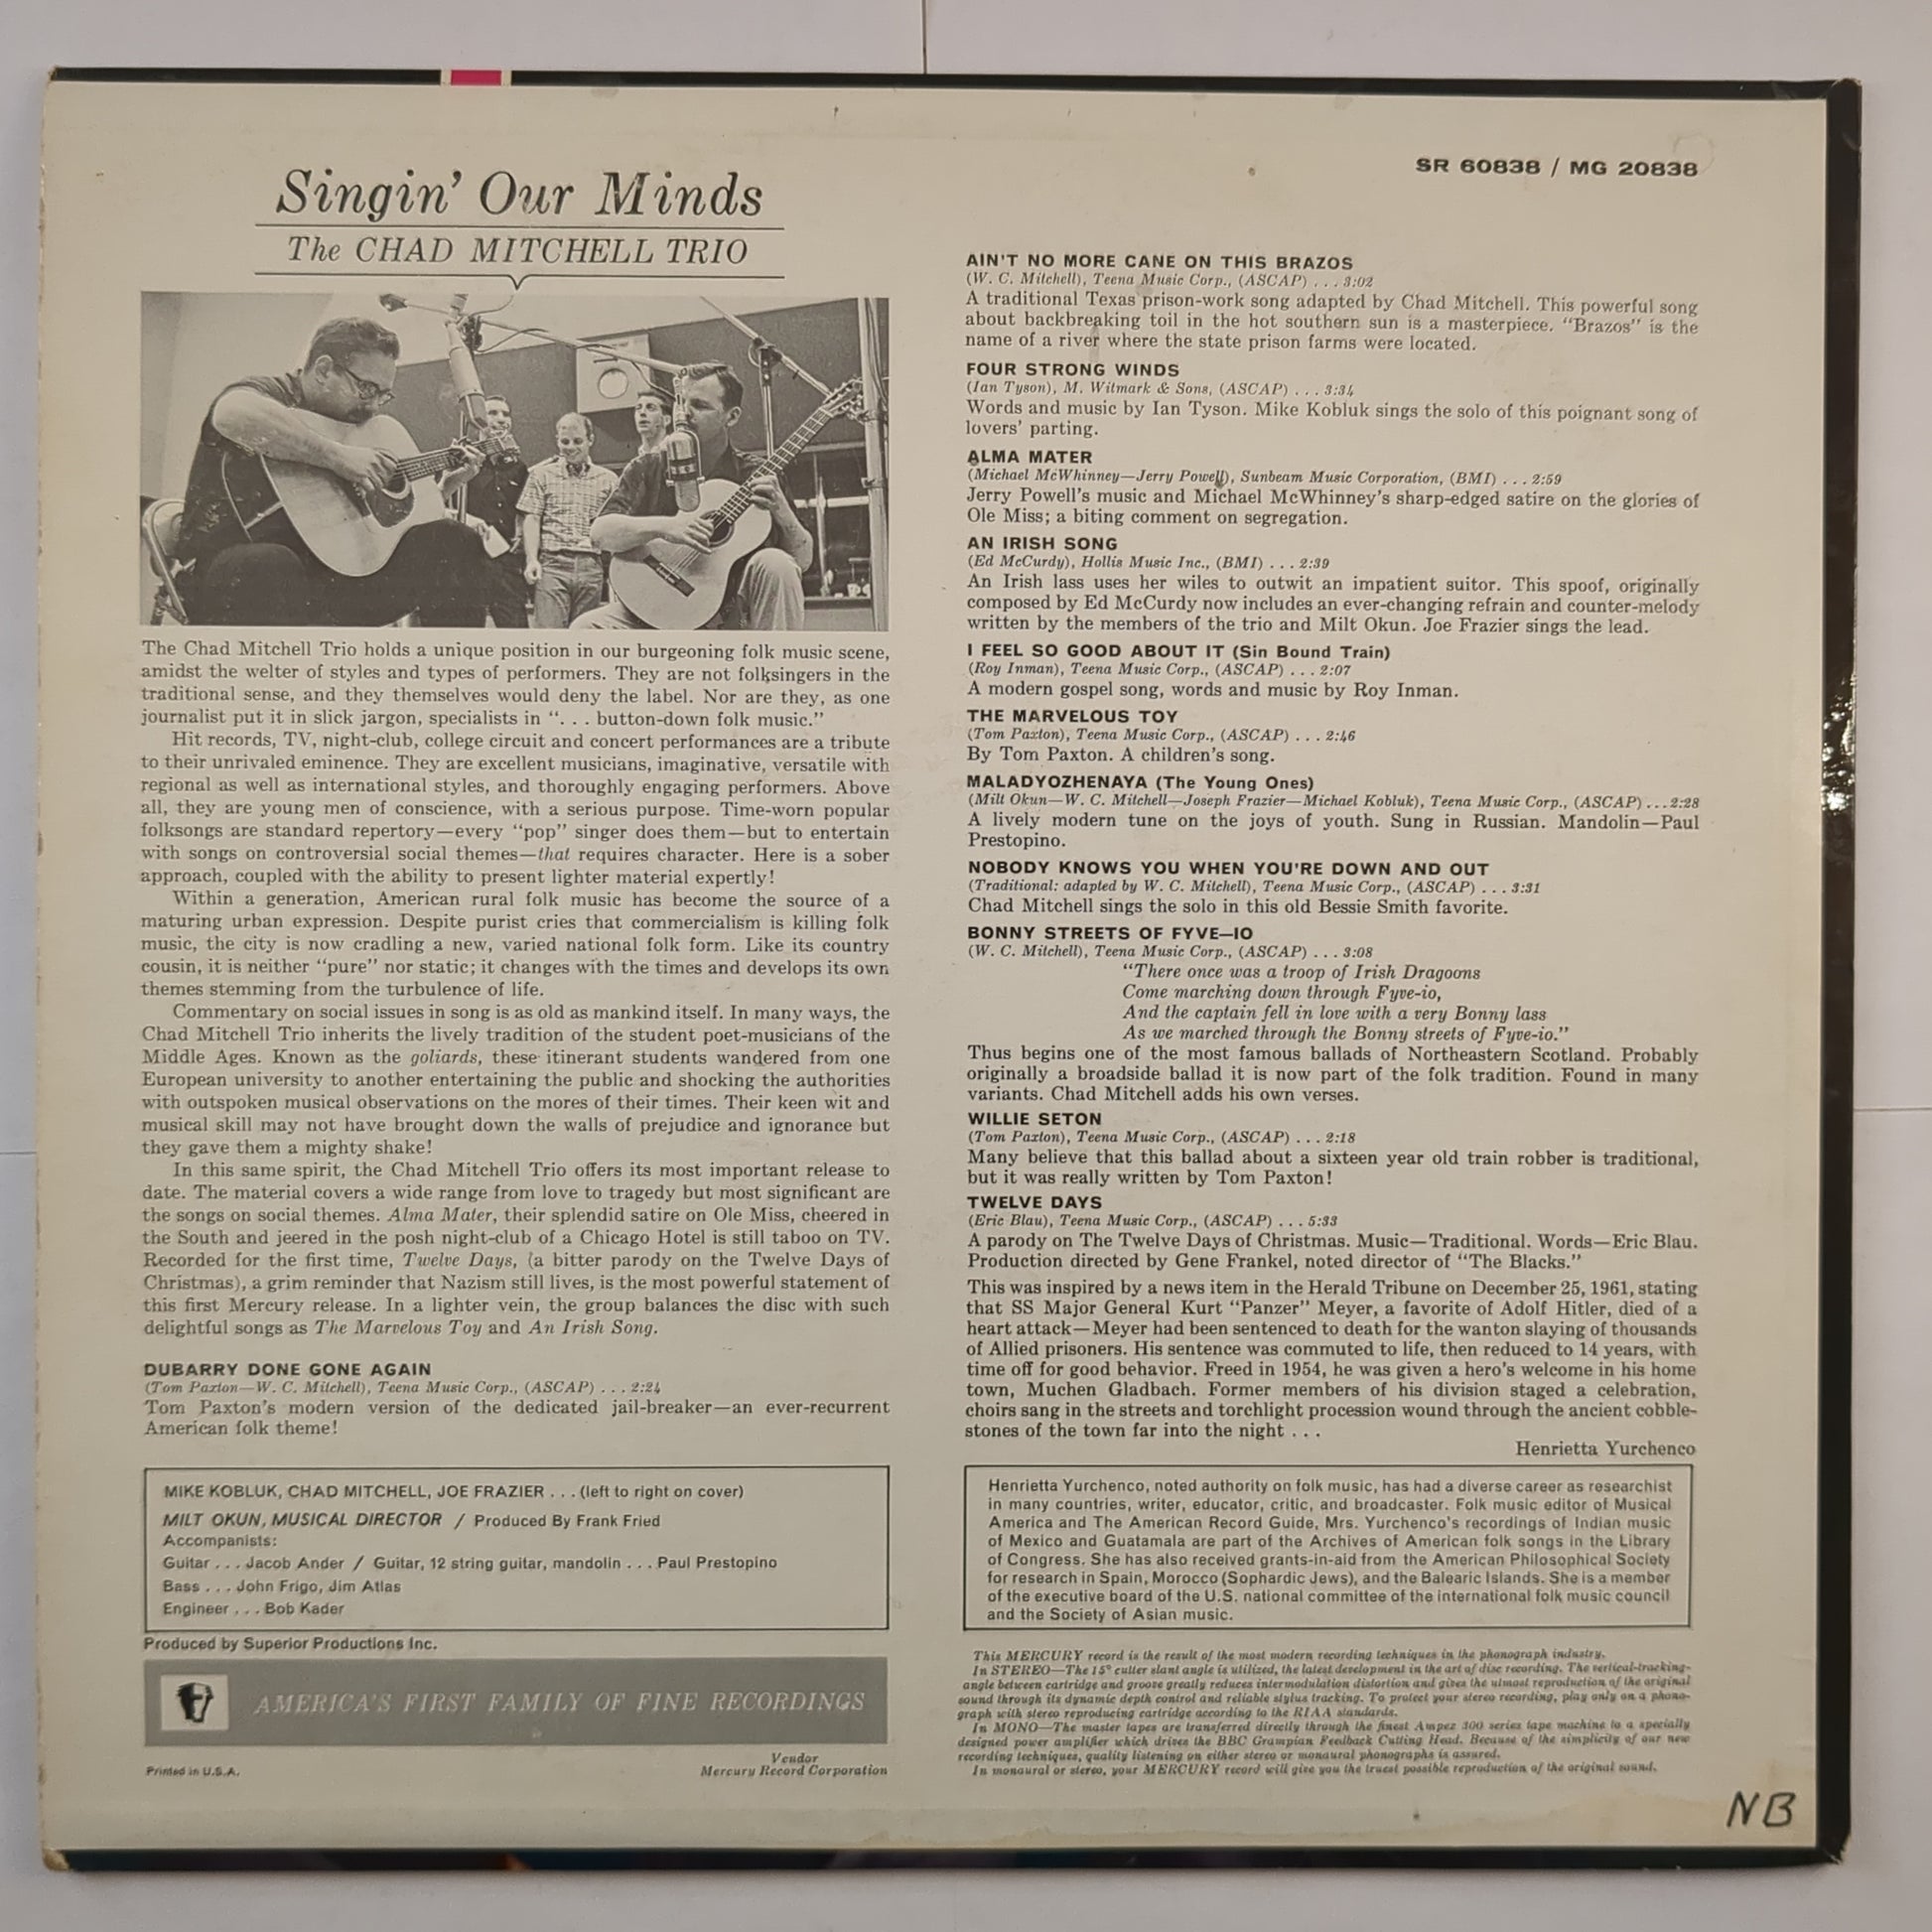 Singin' Our Minds
The CHAD MITCHELL TRIO
The Chad Mitchell Trio holds a unique position in our burgeoning folk music scene,
amidst the welter of styles and types of performers. They are not folksingers in the
traditional sense, and they themselves would deny the label. Nor are they, as one
journalist put it in slick jargon, specialists in “. . . button-down folk music.”
Hit records, TV, night-club, college circuit and concert performances are a tribute
to their unrivaled eminence. They are excellent musicians, imaginative, versatile with
regional as well as international styles, and thoroughly engaging performers. Above
all, they are young men of conscience, with a serious purpose. Time-worn popular
folksongs are standard repertory—every “pop” singer does them—but to entertain
with songs on controversial social themes—that requires character. Here is a sober
approach, coupled with the ability to present lighter material expertly!
Within a generation, American rural folk music has become the source of a
maturing urban expression. Despite purist cries that commercialism is killing folk
music, the city is now cradling a new, varied national folk form. Like its country
cousin, it is neither “pure” nor static; it changes with the times and develops its own
themes stemming from the turbulence of life.
Commentary on social issues in song is as old as mankind itself. In many ways, the
Chad Mitchell Trio inherits the lively tradition of the student poet-musicians of the
Middle Ages. Known as the goliards, these itinerant students wandered from one
European university to another entertaining the public and shocking the authorities
with outspoken musical observations on the mores of their times. Their keen wit and
musical skill may not have brought down the walls of prejudice and ignorance but
they gave them a mighty shake!
In this same spirit, the Chad Mitchell Trio offers its most important release to
date. The material covers a wide range from love to tragedy but most significant are
the songs on social themes. Alma Mater, their splendid satire on Ole Miss, cheered in
the South and jeered in the posh night-club of a Chicago Hotel is still taboo on TV.
Recorded for the first time, Twelve Days, (a bitter parody on the Twelve Days of
Christmas), a grim reminder that Nazism still lives, is the most powerful statement of
this first Mercury release. In a lighter vein, the group balances the disc with such
delightful songs as The Marvelous Toy and An Irish Song.
DUBARRY DONE GONE AGAIN
(Tom Paxton—W. C. Mitchell), Teena Music Corp., (ASCAP) . . . 2:24
Tom Paxton's modern version of the dedicated jail-breaker—an ever-recurrent
American folk theme!
MIKE KOBLUK, CHAD MITCHELL, JOE FRAZIER . . . (left to right on cover)
MILT OKUN, MUSICAL DIRECTOR / Produced By Frank Fried
Accompanists:
Guitar . . . Jacob Ander / Guitar, 12 string guitar, mandolin . . . Paul Prestopino
Bass . . . John Frigo, Jim Atlas
Engineer . . . Bob Kader
Produced by Superior Productions Inc.
AMERICA'S FIRST FAMILY OF FINE RECORDINGS
Printed in U.S.A.
Vendor
Mercury Record Corporation
SR 60838 / MG 20838
AIN'T NO MORE CANE ON THIS BRAZOS
(W. C. Mitchell), Teena Music Corp., (ASCAP) . . . 3:02
A traditional Texas prison-work song adapted by Chad Mitchell. This powerful song
about backbreaking toil in the hot southern sun is a masterpiece. “Brazos” is the
name of a river where the state prison farms were located.
FOUR STRONG WINDS
(Ian Tyson), M. Witmark & Sons, (ASCAP) . . . 3:34
Words and music by Ian Tyson. Mike Kobluk sings the solo of this poignant song of
lovers' parting.
ALMA MATER
(Michael McWhinney—Jerry Powell), Sunbeam Music Corporation, (BMI) . . . 2:59
Jerry Powell's music and Michael McWhinney's sharp-edged satire on the glories of
Ole Miss; a biting comment on segregation.
AN IRISH SONG
(Ed McCurdy), Hollis Music Inc., (BMI) . . . 2:39
An Irish lass uses her wiles to outwit an impatient suitor. This spoof, originally
composed by Ed McCurdy now includes an ever-changing refrain and counter-melody
written by the members of the trio and Milt Okun. Joe Frazier sings the lead.
I FEEL SO GOOD ABOUT IT (Sin Bound Train)
(Roy Inman), Teena Music Corp., (ASCAP) . . . 2:07
A modern gospel song, words and music by Roy Inman.
THE MARVELOUS TOY
(Tom Paxton), Teena Music Corp., (ASCAP) . . . 2:46
By Tom Paxton. A children's song.
MALADYOZHENAYA (The Young Ones)
(Milt Okun—W. C. Mitchell—Joseph Frazier—Michael Kobluk), Teena Music Corp., (ASCAP) . . . 2:28
A lively modern tune on the joys of youth. Sung in Russian. Mandolin—Paul
Prestopino.
NOBODY KNOWS YOU WHEN YOU'RE DOWN AND OUT
(Traditional: adapted by W. C. Mitchell), Teena Music Corp., (ASCAP) . . . 3:31
Chad Mitchell sings the solo in this old Bessie Smith favorite.
BONNY STREETS OF FYVE—IO
(W. C. Mitchell), Teena Music Corp., (ASCAP) . . . 3:08
“There once was a troop of Irish Dragoons
Come marching down through Fyve-io,
And the captain fell in love with a very Bonny lass
As we marched through the Bonny streets of Fyve-io.”
Thus begins one of the most famous ballads of Northeastern Scotland. Probably
originally a broadside ballad it is now part of the folk tradition. Found in many
variants. Chad Mitchell adds his own verses.
WILLIE SETON
(Tom Paxton), Teena Music Corp., (ASCAP) . . . 2:18
Many believe that this ballad about a sixteen year old train robber is traditional,
but it was really written by Tom Paxton!
TWELVE DAYS
(Eric Blau), Teena Music Corp., (ASCAP) . . . 5:33
A parody on The Twelve Days of Christmas. Music—Traditional. Words—Eric Blau.
Production directed by Gene Frankel, noted director of “The Blacks.”
This was inspired by a news item in the Herald Tribune on December 25, 1961, stating
that SS Major General Kurt “Panzer” Meyer, a favorite of Adolf Hitler, died of a
heart attack—Meyer had been sentenced to death for the wanton slaying of thousands
of Allied prisoners. His sentence was commuted to life, then reduced to 14 years, with
time off for good behavior. Freed in 1954, he was given a hero's welcome in his home
town, Muchen Gladbach. Former members of his division staged a celebration,
choirs sang in the streets and torchlight procession wound through the ancient cobble-
stones of the town far into the night . . .
Henrietta Yurchenco
Henrietta Yurchenco, noted authority on folk music, has had a diverse career as researchist
in many countries, writer, educator, critic, and broadcaster. Folk music editor of Musical
America and The American Record Guide, Mrs. Yurchenco's recordings of Indian music
of Mexico and Guatamala are part of the Archives of American folk songs in the Library
of Congress. She has also received grants-in-aid from the American Philosophical Society
for research in Spain, Morocco (Sophardic Jews), and the Balearic Islands. She is a member
of the executive board of the U.S. national committee of the international folk music council
and the Society of Asian music.
This MERCURY record is the result of the most modern recording techniques in the phonograph industry.
In STEREO—The 15° cutter slant angle is utilized, the latest development in the art of disc recording. The vertical-tracking-
angle between cartridge and groove greatly reduces intermodulation distortion and gives the utmost reproduction of the original
sound through its dynamic depth control and reliable stylus tracking. To protect your stereo recording, play only on a phono-
graph with stereo reproducing cartridge according to the RIAA standards.
In MONO—The master tapes are transferred directly through the finest Ampex 300 series tape machine to a specially
designed power amplifier which drives the BBC Grampian Feedback Cutting Head. Because of the simplicity of our new
recording techniques, quality listening on either stereo or monaural phonographs is assured.
In monaural or stereo, your MERCURY record will give you the truest possible reproduction of the original sound.
NB